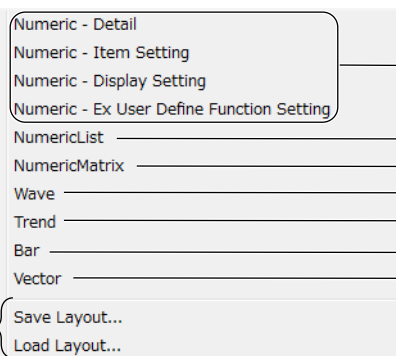 Numeric - Detail
Numeric - Item Setting
Numeric - Display Setting
Numeric - Ex User Define Function Setting
NumericList
NumericMatrix
Wave
Trend
Bar
Vector
Save Layout...
Load Layout...